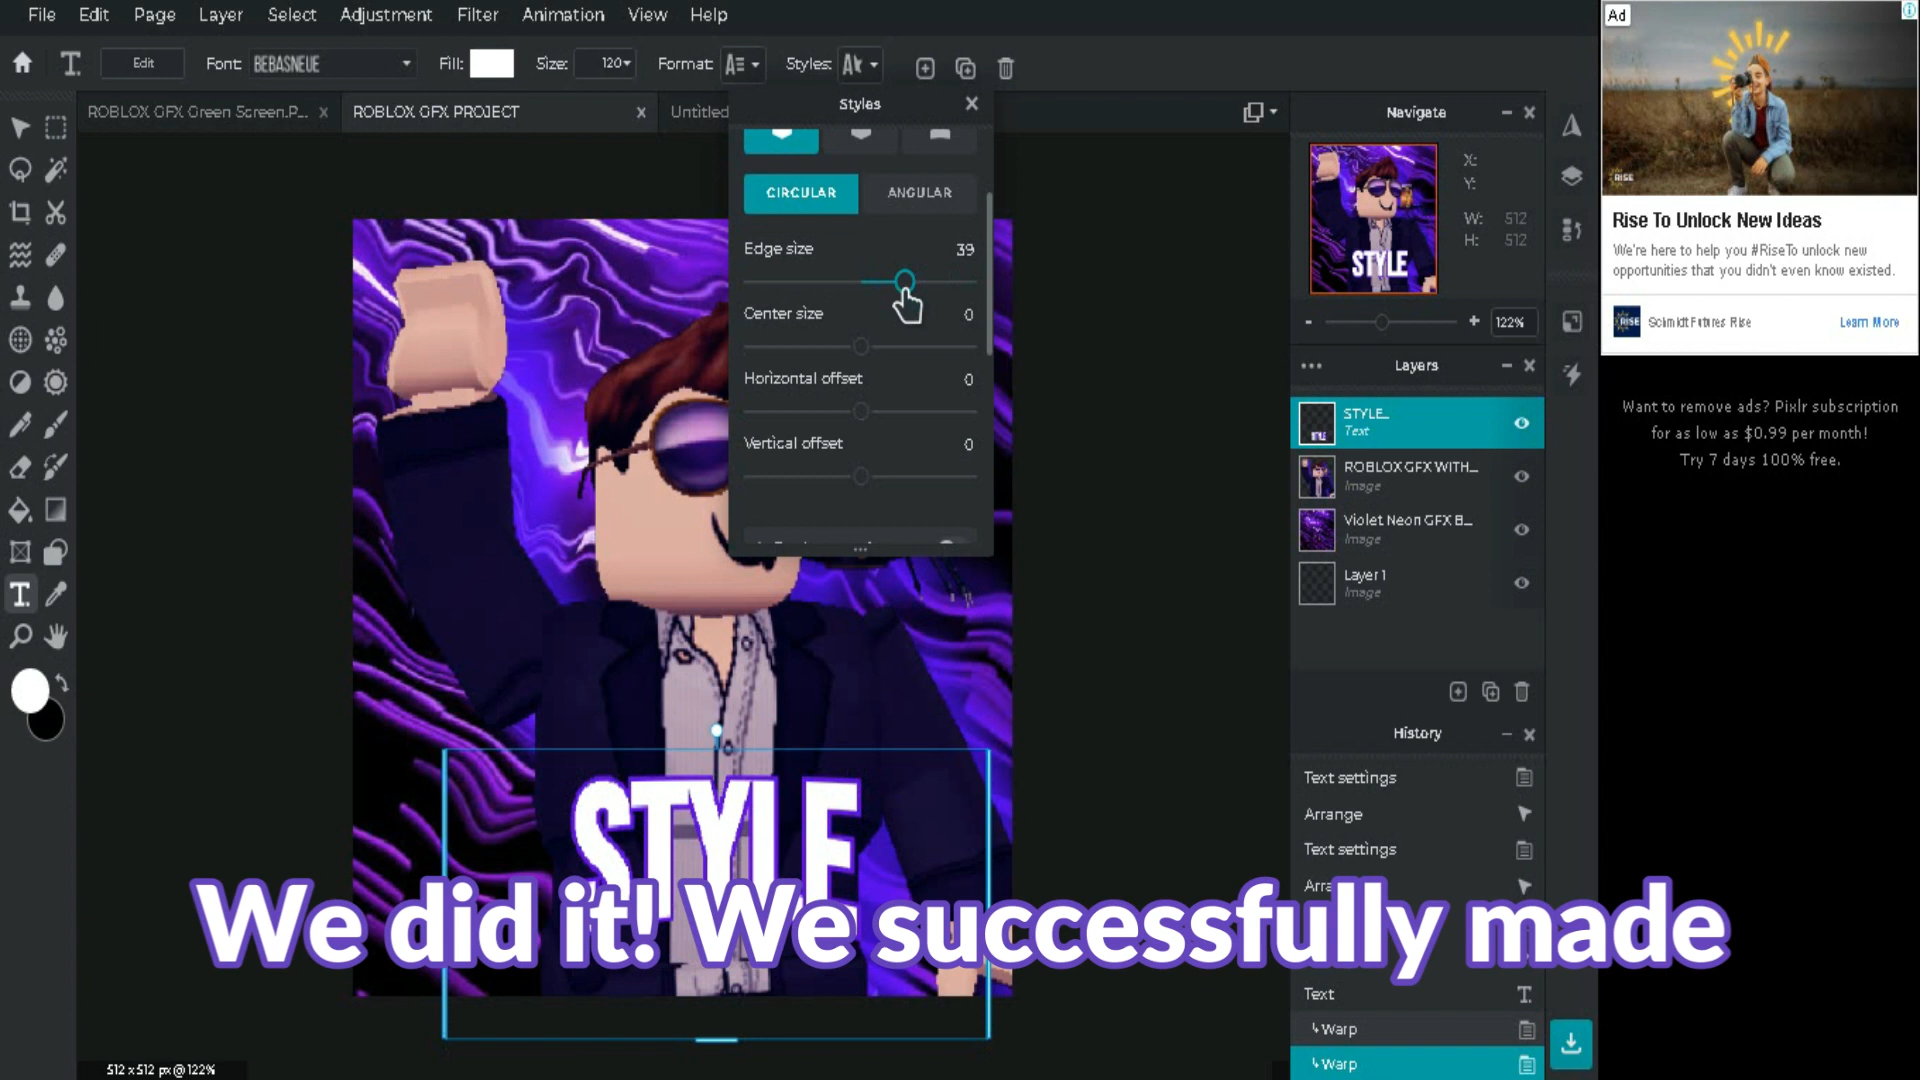 File Edit Page Layer Select Adjustment Filter Animation View Help
Edit Font: BEBASNEUE Fill: Size: 120 Format: Styles:
ROBLOX GFX Green Screen.P... ROBLOX GFX PROJECT Untitled
Styles
CIRCULAR ANGULAR
Edge size 39
Center size 0
Horizontal offset 0
Vertical offset 0
STYLE
We did it! We successfully made
512 x 512 px @ 122%
Navigate
X:
Y:
W: 512
H: 512
STYLE
122%
Layers
STYLE_
Text
ROBLOX GFX WITH_
Image
Violet Neon GFX B_
Image
Layer 1
Image
History
Text settings
Arrange
Text settings
Arra
Text
Warp
Warp
Ad
RISE
Rise To Unlock New Ideas
We're here to help you #RiseTo unlock new
opportunities that you didn't even know existed.
RISE Schmidt Futures Rise Learn More
Want to remove ads? Pixlr subscription
for as low as $0.99 per month!
Try 7 days 100% free.